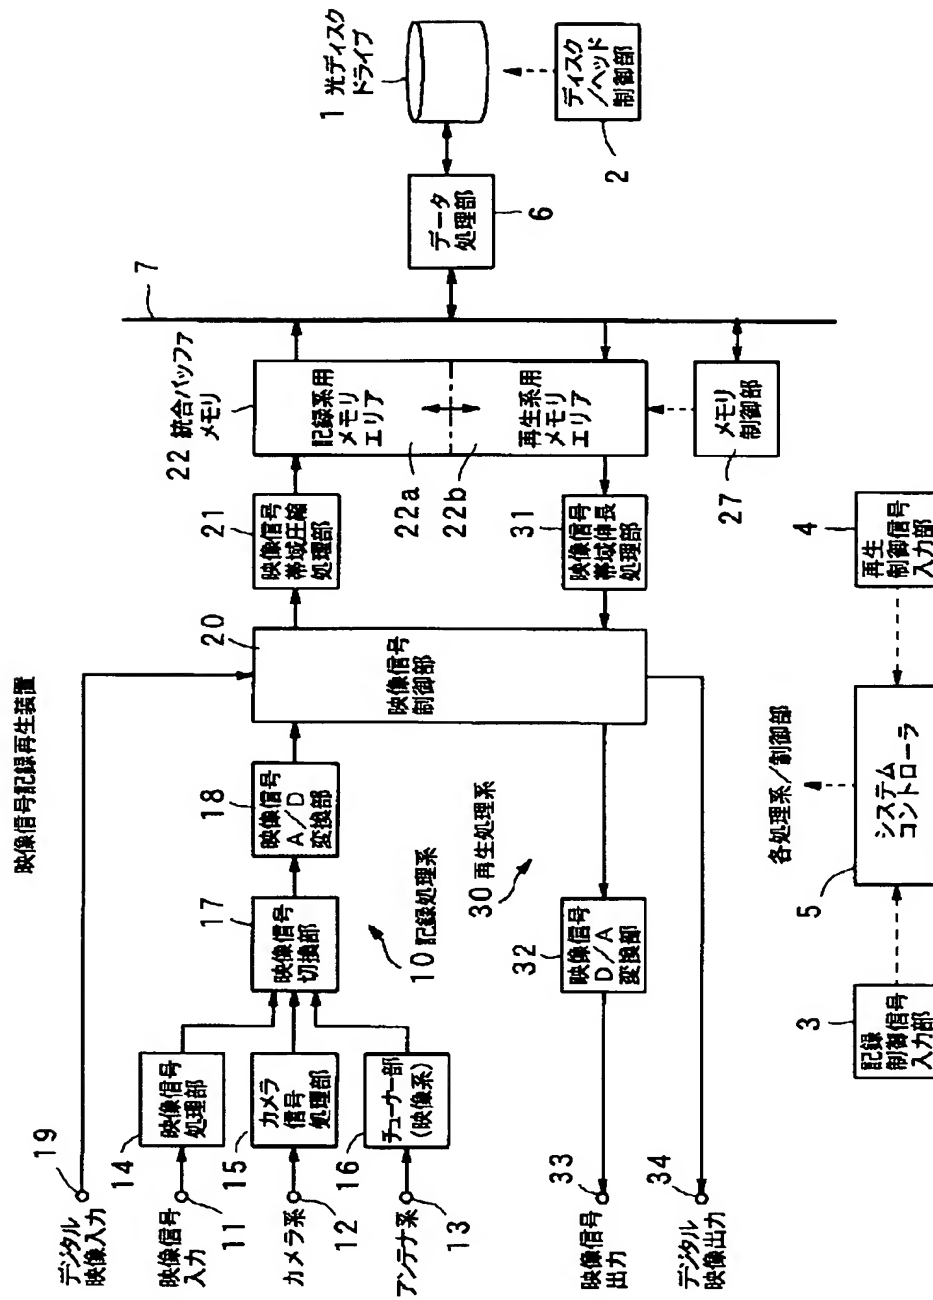 映像信号記録再生装置
デジタル
映像入力
19
映像信号
入力
11
14
映像信号
処理部
カメラ系
12
15
カメラ
信号
処理部
アンテナ系
13
16
チューナー部
(映像系)
17
映像信号
切換部
18
映像信号
A/D
変換部
10 記録処理系
20
映像信号
制御部
21
映像信号
帯域圧縮
処理部
22 統合バッファ
メモリ
記録系用
メモリ
エリア
22a
22b
再生系用
メモリ
エリア
7
データ
処理部
6
1 光ディスク
ドライブ
ディスク
/ヘッド
制御部
2
31
映像信号
帯域伸長
処理部
メモリ
制御部
27
30 再生処理系
32
映像信号
D/A
変換部
映像信号
出力
33
デジタル
映像出力
34
3
記録
制御信号
入力部
各処理系/制御部
5
システム
コントローラ
4
再生
制御信号
入力部